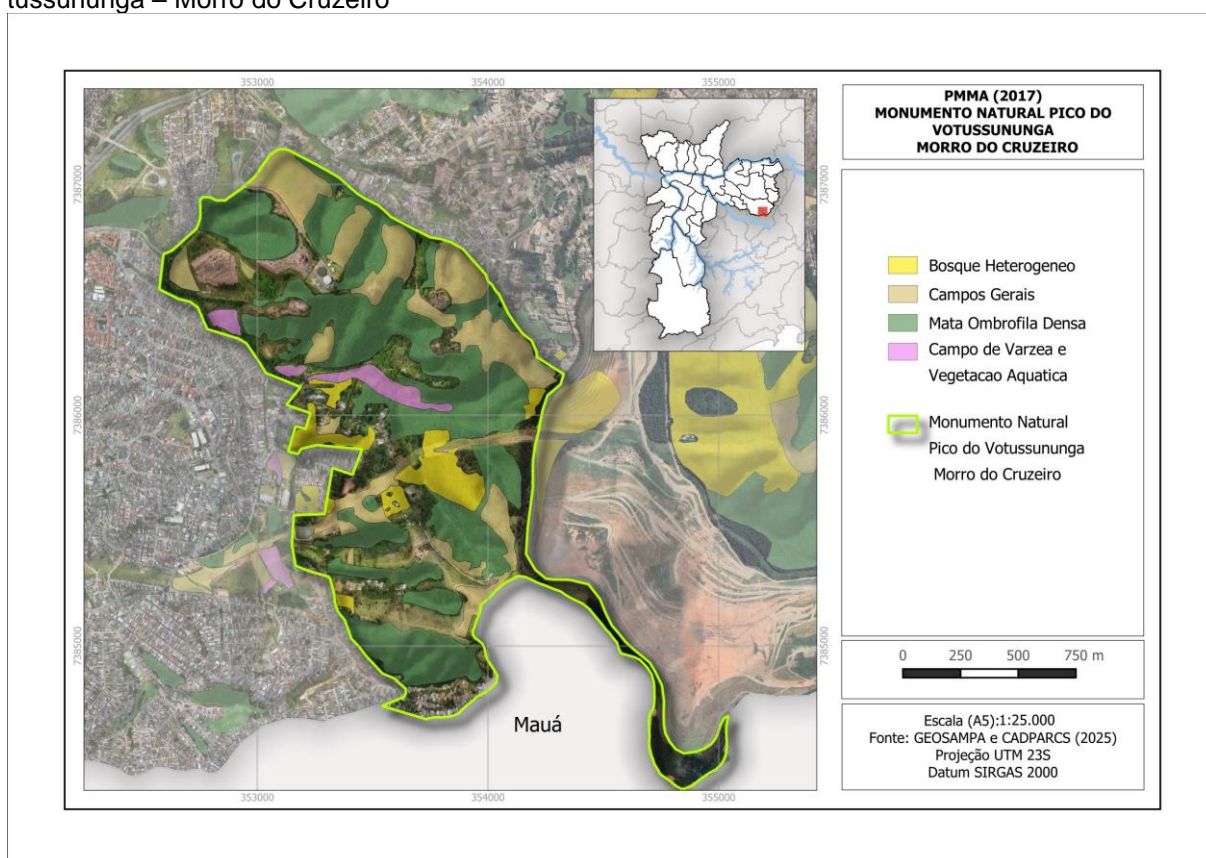 tussununga – Morro do Cruzeiro
353000 354000 355000
7387000 7387000
7386000 7386000
7385000 7385000
353000 354000 355000
Mauá
PMMA (2017)
MONUMENTO NATURAL PICO DO
VOTUSSUNUNGA
MORRO DO CRUZEIRO
Bosque Heterogeneo
Campos Gerais
Mata Ombrofila Densa
Campo de Varzea e
Vegetacao Aquatica
Monumento Natural
Pico do Votussununga
Morro do Cruzeiro
0 250 500 750 m
Escala (A5):1:25.000
Fonte: GEOSAMPA e CADPARCS (2025)
Projeção UTM 23S
Datum SIRGAS 2000